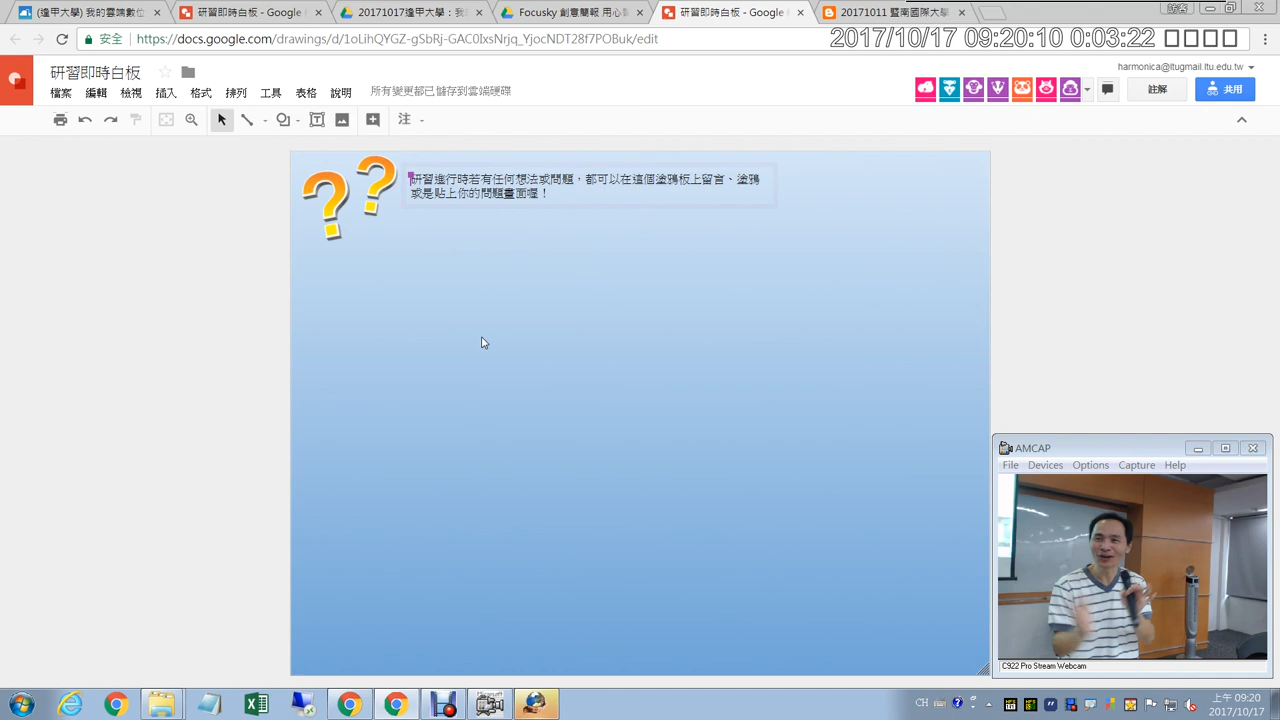 (逢甲大學) 我的雲端數位
研習即時白板 - Google
20171017逢甲大學：我
Focusky 創意簡報 用心
研習即時白板 - Google
20171011 暨南國際大學
訪客
安全
https://docs.google.com/drawings/d/1oLihQYGZ-gSbRj-GAC0IxsNrjq_YjocNDT28f7POBuk/edit
2017/10/17 09:20:10 0:03:22
研習即時白板
harmonica@ltugmail.ltu.edu.tw
檔案 編輯 檢視 插入 格式 排列 工具 表格 說明 所有變更都已儲存到雲端硬碟
註解
共用
注
??
研習進行時若有任何想法或問題，都可以在這個塗鴉板上留言、塗鴉
或是貼上你的問題畫面喔！
AMCAP
File Devices Options Capture Help
C922 Pro Stream Webcam
CH
上午 09:20
2017/10/17